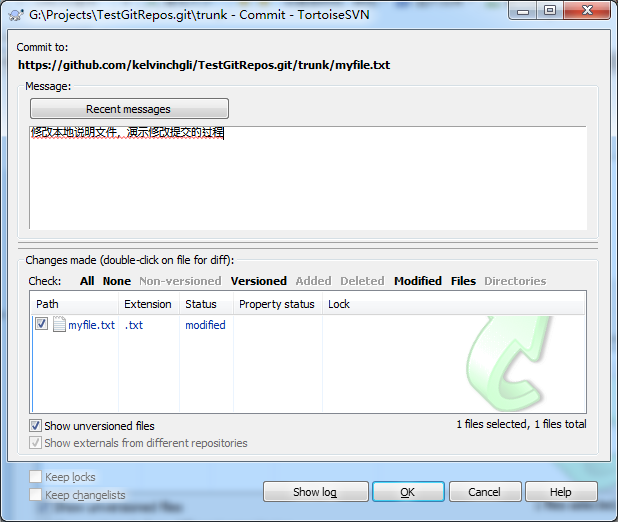 G:\Projects\TestGitRepos.git\trunk - Commit - TortoiseSVN
Commit to:
https://github.com/kelvinchgli/TestGitRepos.git/trunk/myfile.txt
Message:
Recent messages
修改本地说明文件，演示修改提交的过程
Changes made (double-click on file for diff):
Check: All None Non-versioned Versioned Added Deleted Modified Files Directories
Path Extension Status Property status Lock
myfile.txt .txt modified
Show unversioned files 1 files selected, 1 files total
Show externals from different repositories
Keep locks
Keep changelists
Show log OK Cancel Help